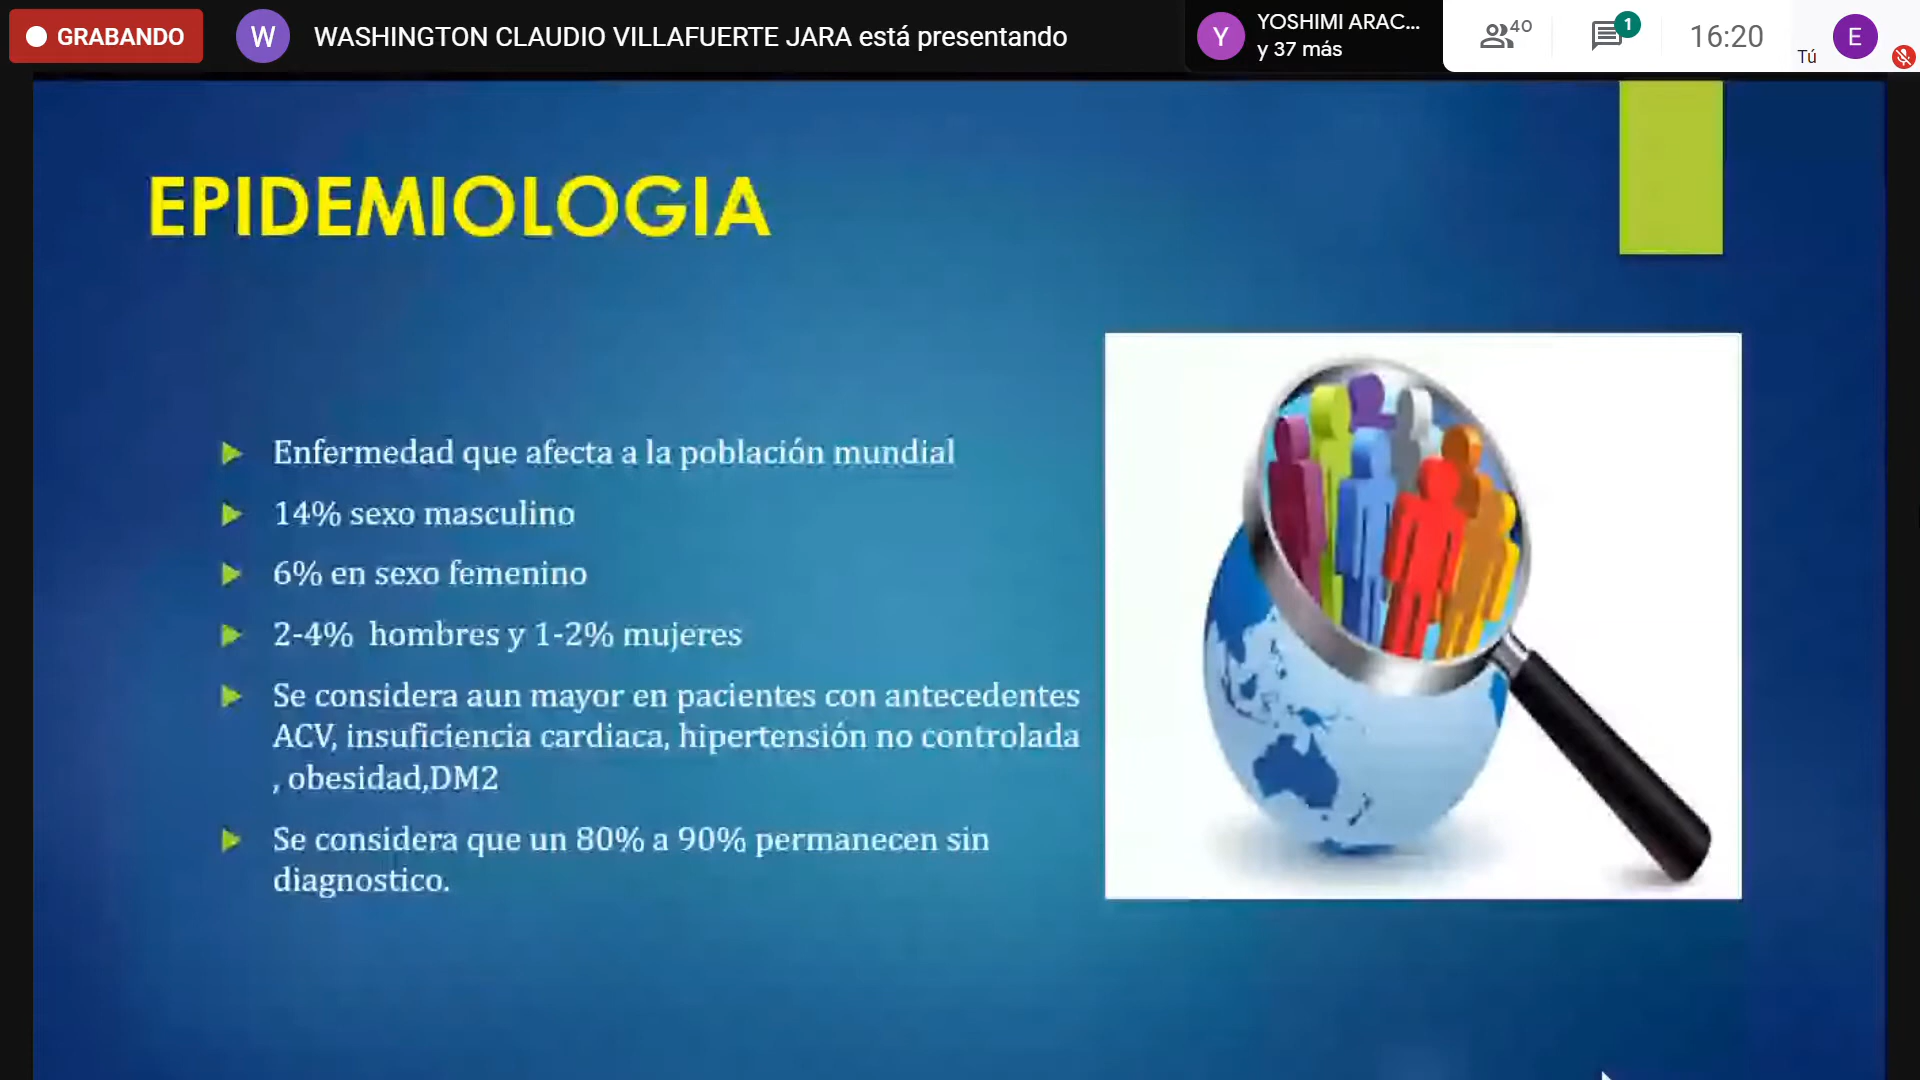 GRABANDO
W
WASHINGTON CLAUDIO VILLAFUERTE JARA está presentando
Y
YOSHIMI ARAC...
y 37 más
40
1
16:20
Tú
E
EPIDEMIOLOGIA
Enfermedad que afecta a la población mundial
14% sexo masculino
6% en sexo femenino
2-4% hombres y 1-2% mujeres
Se considera aun mayor en pacientes con antecedentes
ACV, insuficiencia cardiaca, hipertensión no controlada
, obesidad,DM2
Se considera que un 80% a 90% permanecen sin
diagnostico.